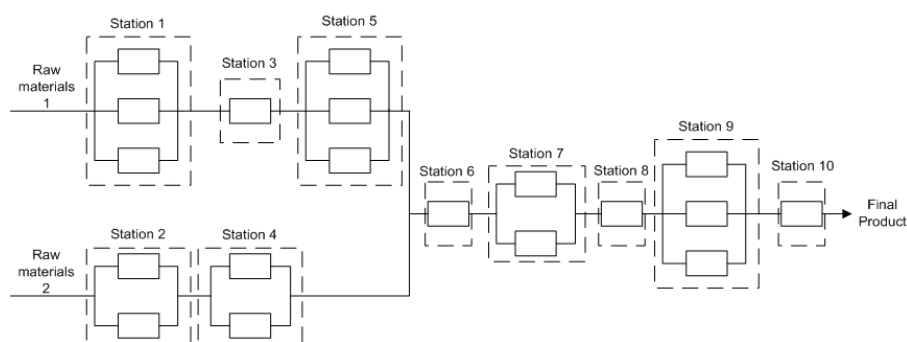 Station 1
Station 5
Station 3
Raw
materials
1
Station 9
Station 7
Station 6
Station 8
Station 10
Final
Product
Station 2
Station 4
Raw
materials
2